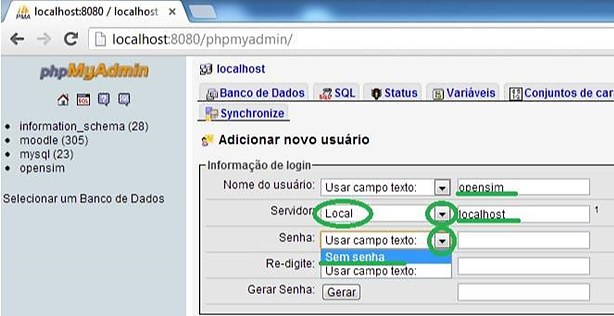 localhost:8080 / localhost
localhost:8080/phpmyadmin/
phpMyAdmin
information_schema (28)
moodle (305)
mysql (23)
opensim
Selecionar um Banco de Dados
localhost
Banco de Dados SQL Status Variáveis Conjuntos de car
Synchronize
Adicionar novo usuário
Informação de login
Nome do usuário: Usar campo texto: opensim
Servidor Local localhost 1
Senha: Usar campo texto:
Sem senha
Re-digite: Usar campo texto:
Gerar Senha: Gerar